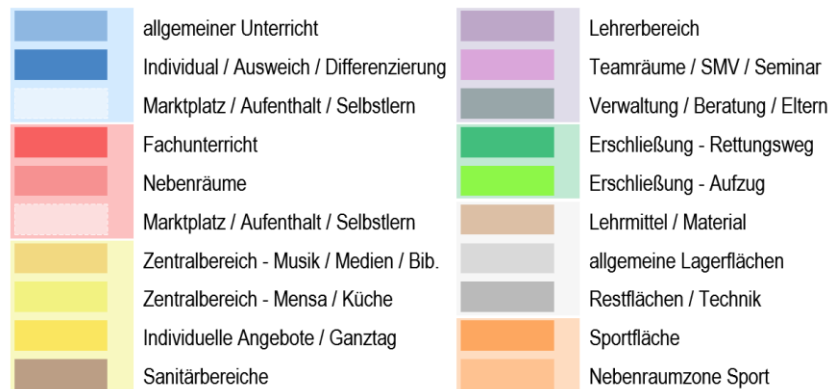 allgemeiner Unterricht
Individual / Ausweich / Differenzierung
Marktplatz / Aufenthalt / Selbstlern
Fachunterricht
Nebenräume
Marktplatz / Aufenthalt / Selbstlern
Zentralbereich - Musik / Medien / Bib.
Zentralbereich - Mensa / Küche
Individuelle Angebote / Ganztag
Sanitärbereiche
Lehrerbereich
Teamräume / SMV / Seminar
Verwaltung / Beratung / Eltern
Erschließung - Rettungsweg
Erschließung - Aufzug
Lehrmittel / Material
allgemeine Lagerflächen
Restflächen / Technik
Sportfläche
Nebenraumzone Sport